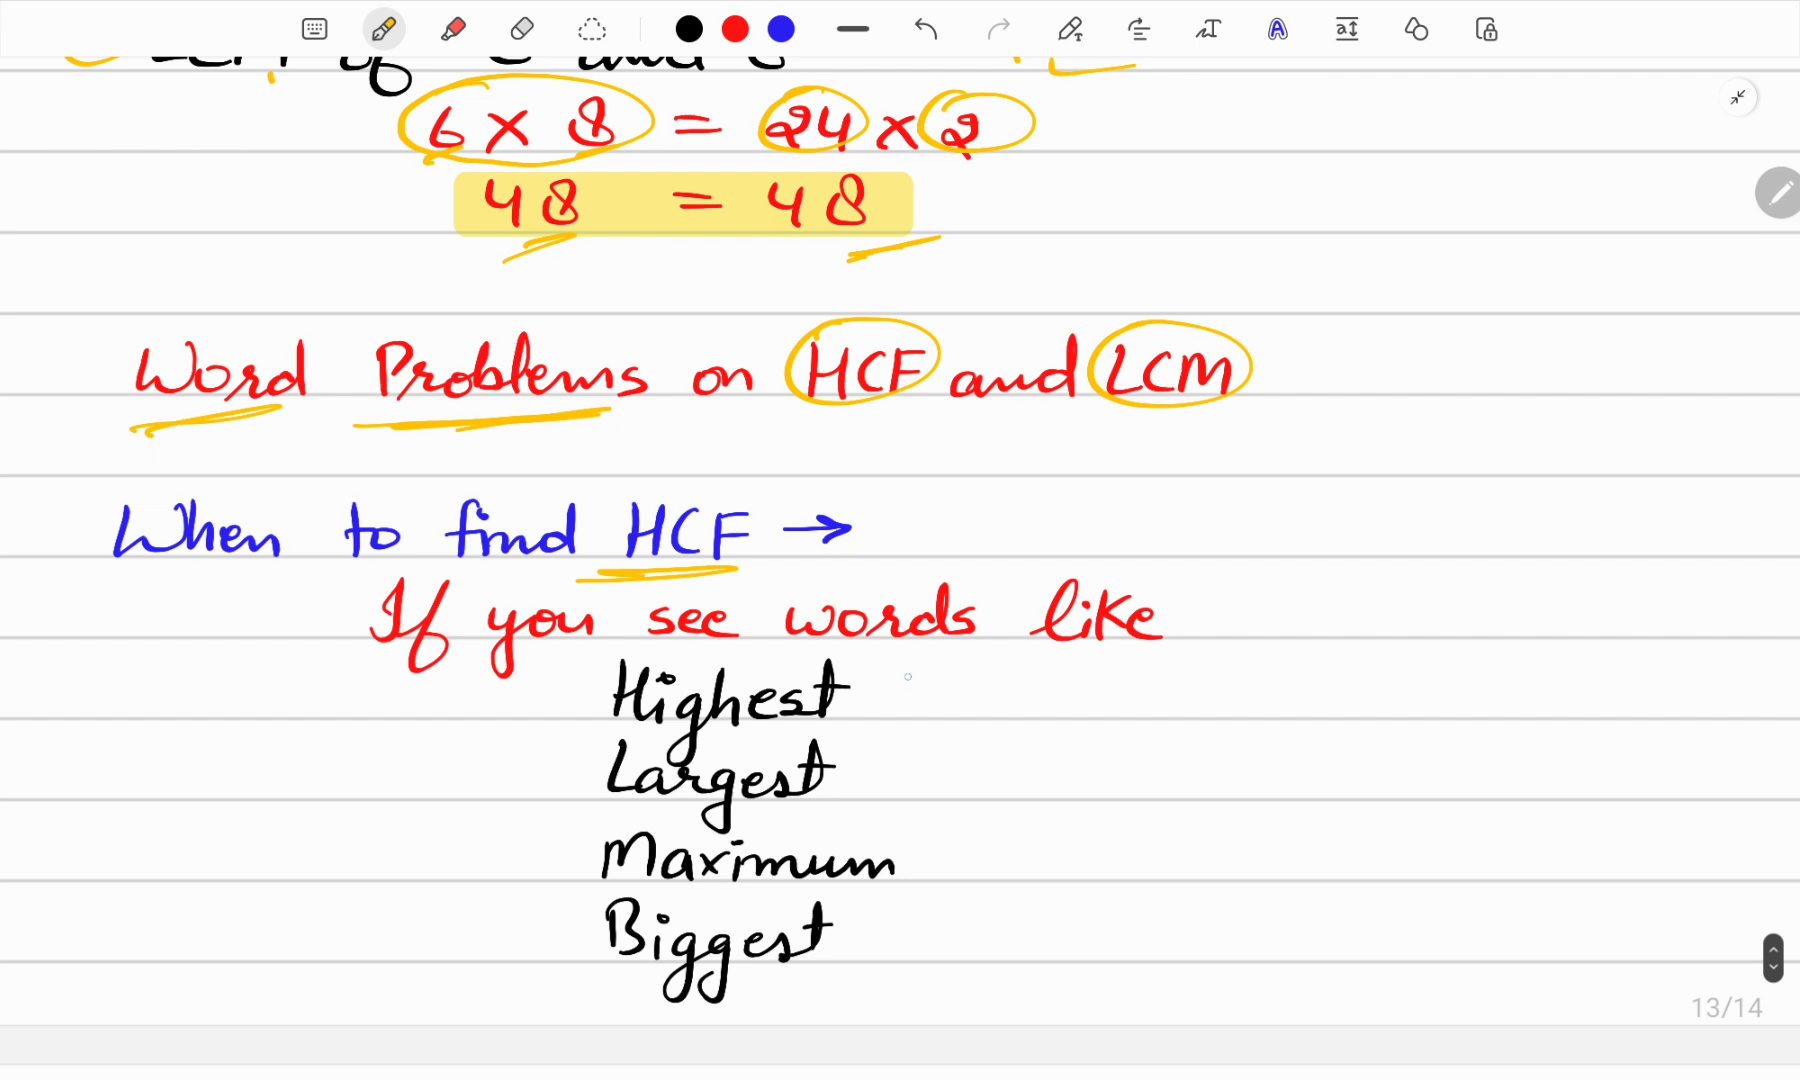 and
6 × 8 = 24 × 2
48 = 48
Word Problems on HCF and LCM
When to find HCF →
If you see words like
Highest
Largest
Maximum
Biggest
13/14